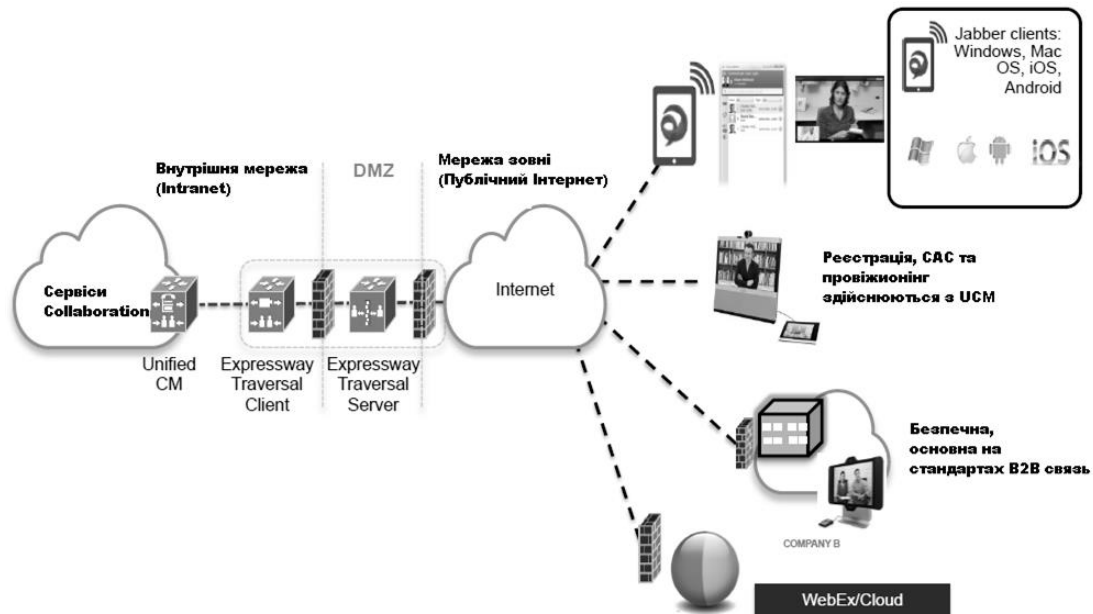 Jabber clients:
Windows, Mac
OS, iOS,
Android
iOS
Внутрішня мережа
(Intranet)
DMZ
Мережа зовні
(Публічний Інтернет)
Сервіси
Collaboration
Internet
Реєстрація, САС та
провіжионінг
здійснюються з UCM
Unified
CM
Expressway
Traversal
Client
Expressway
Traversal
Server
Безпечна,
основна на
стандартах B2B связь
COMPANY B
WebEx/Cloud